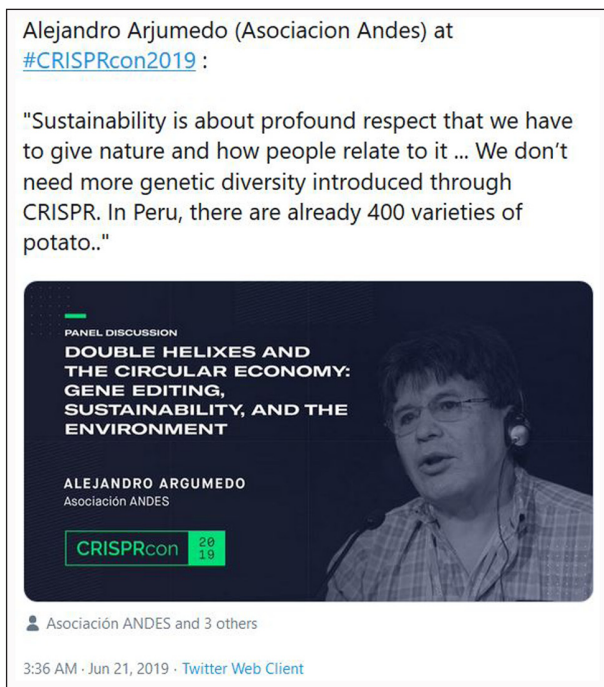 Alejandro Arjumedo (Asociacion Andes) at
#CRISPRcon2019 :
"Sustainability is about profound respect that we have
to give nature and how people relate to it ... We don't
need more genetic diversity introduced through
CRISPR. In Peru, there are already 400 varieties of
potato.."
PANEL DISCUSSION
DOUBLE HELIXES AND
THE CIRCULAR ECONOMY:
GENE EDITING,
SUSTAINABILITY, AND THE
ENVIRONMENT
ALEJANDRO ARGUMEDO
Asociación ANDES
CRISPRcon 20
19
Asociación ANDES and 3 others
3:36 AM · Jun 21, 2019 · Twitter Web Client